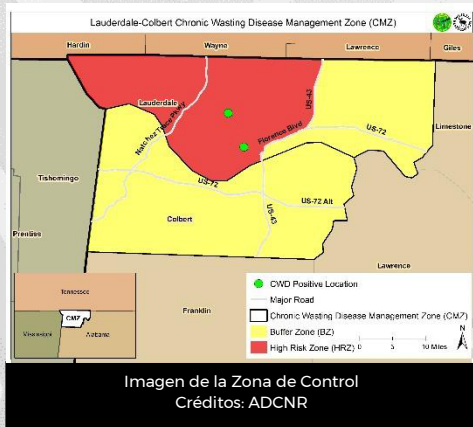 Lauderdale-Colbert Chronic Wasting Disease Management Zone (CMZ)
Hardin
Wayne
Lawrence
Giles
Lauderdale
Natchez Trace Pkwy
Florence Blvd
US-43
US-72
Limestone
Tishomingo
US-72
US-43
US-72 Alt
Prentiss
Colbert
Lawrence
Franklin
Tennessee
CMZ
Mississippi
Alabama
CWD Positive Location
Major Road
Chronic Wasting Disease Management Zone (CMZ)
Buffer Zone (BZ)
High Risk Zone (HRZ)
0 5 10 Miles
N
Imagen de la Zona de Control
Créditos: ADCNR